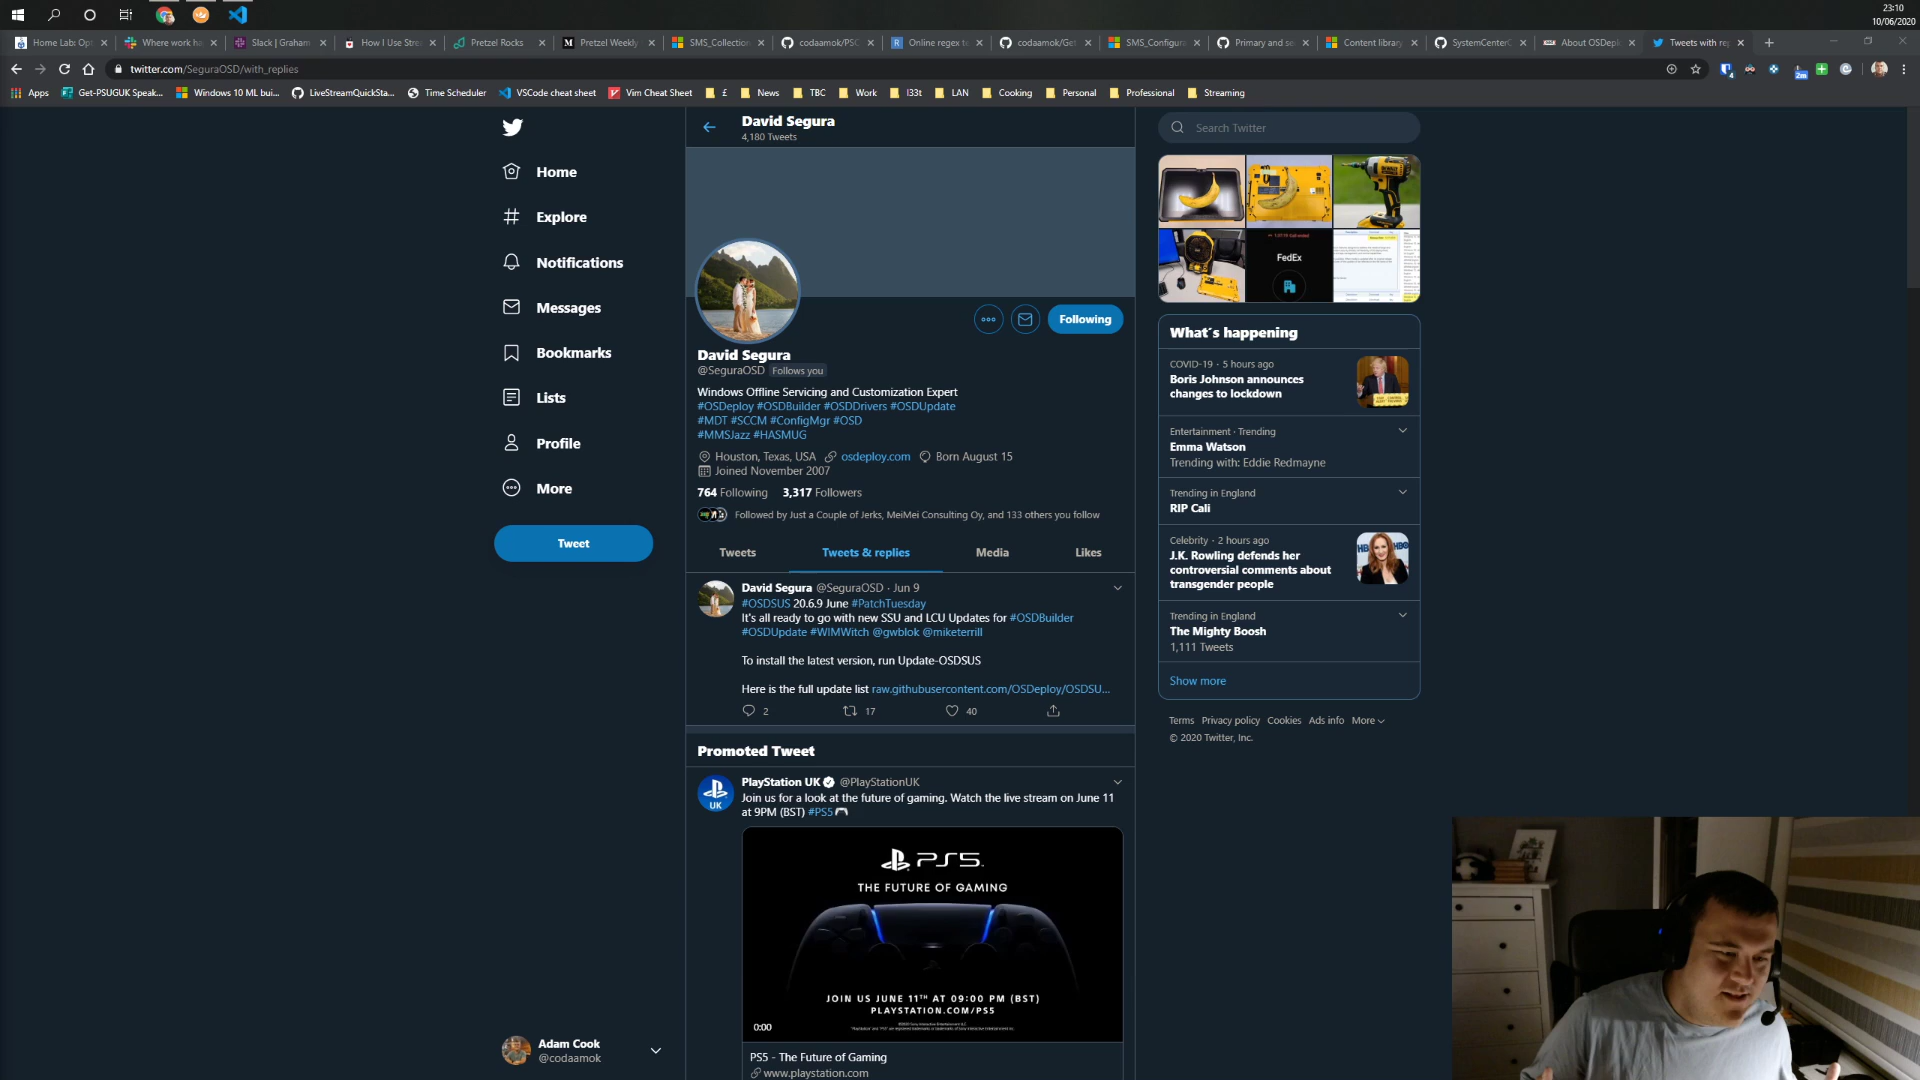 23:10
10/06/2020
Home Lab: Opt
Where work ha
Slack | Graham
How I Use Stre
Pretzel Rocks
Pretzel Weekly
SMS_Collection
codaamok/PSC
Online regex te
codaamok/Get
SMS_Configura
Primary and se
Content library
SystemCenterC
About OSDeplo
Tweets with rep
twitter.com/SeguraOSD/with_replies
Apps
Get-PSUGUK Speak...
Windows 10 ML bui...
LiveStreamQuickSta...
Time Scheduler
VSCode cheat sheet
Vim Cheat Sheet
£
News
TBC
Work
l33t
LAN
Cooking
Personal
Professional
Streaming
David Segura
4,180 Tweets
Search Twitter
Home
Explore
Notifications
Messages
Bookmarks
Lists
Profile
More
Tweet
Following
David Segura
@SeguraOSD Follows you
Windows Offline Servicing and Customization Expert
#OSDeploy #OSDBuilder #OSDDrivers #OSDUpdate
#MDT #SCCM #ConfigMgr #OSD
#MMSJazz #HASMUG
Houston, Texas, USA osdeploy.com Born August 15
Joined November 2007
764 Following 3,317 Followers
Followed by Just a Couple of Jerks, MeiMei Consulting Oy, and 133 others you follow
Tweets Tweets & replies Media Likes
David Segura @SeguraOSD · Jun 9
#OSDSUS 20.6.9 June #PatchTuesday
It's all ready to go with new SSU and LCU Updates for #OSDBuilder
#OSDUpdate #WIMWitch @gwblok @miketerrill
To install the latest version, run Update-OSDSUS
Here is the full update list raw.githubusercontent.com/OSDeploy/OSDSU...
2 17 40
Promoted Tweet
PlayStation UK @PlayStationUK
Join us for a look at the future of gaming. Watch the live stream on June 11
at 9PM (BST) #PS5
PS5.
THE FUTURE OF GAMING
JOIN US JUNE 11TH AT 09:00 PM (BST)
PLAYSTATION.COM/PS5
0:00
PS5 - The Future of Gaming
www.playstation.com
FedEx
What's happening
COVID-19 · 5 hours ago
Boris Johnson announces
changes to lockdown
Entertainment · Trending
Emma Watson
Trending with: Eddie Redmayne
Trending in England
RIP Cali
Celebrity · 2 hours ago
J.K. Rowling defends her
controversial comments about
transgender people
Trending in England
The Mighty Boosh
1,111 Tweets
Show more
Terms Privacy policy Cookies Ads info More
© 2020 Twitter, Inc.
Adam Cook
@codaamok